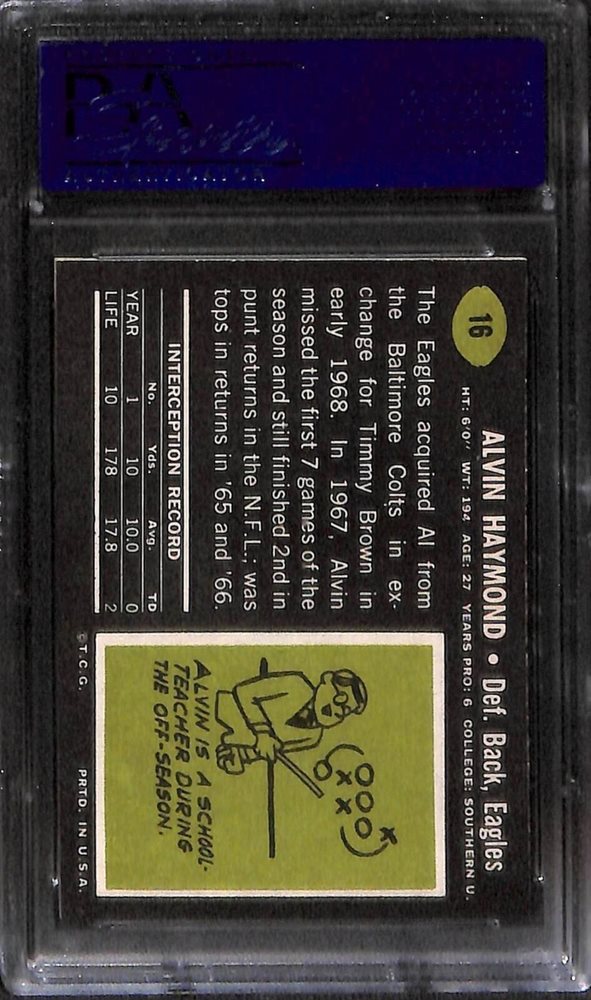 16
ALVIN HAYMOND • Def. Back, Eagles
HT: 6'0" WT: 194 AGE: 27 YEARS PRO: 6 COLLEGE: SOUTHERN U.
The Eagles acquired Al from
the Baltimore Colts in ex-
change for Timmy Brown in
early 1968. In 1967, Alvin
missed the first 7 games of the
season and still finished 2nd in
punt returns in the N.F.L.; was
tops in returns in '65 and '66.
INTERCEPTION RECORD
No. Yds. Avg. TD
YEAR 1 10 10.0 0
LIFE 10 178 17.8 2
ALVIN IS A SCHOOL-
TEACHER DURING
THE OFF-SEASON.
© T.C.G. PRTD. IN U.S.A.